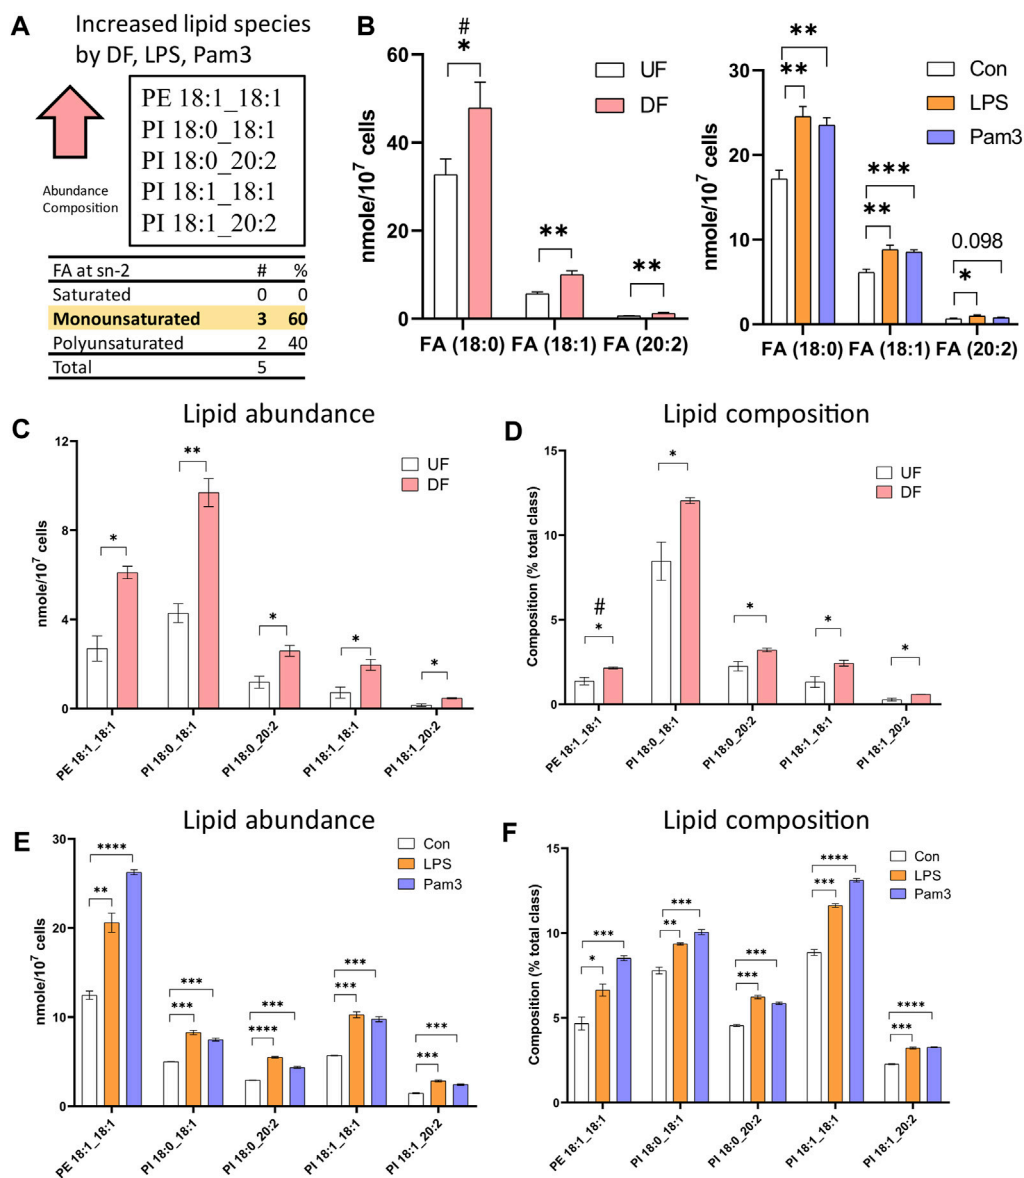 A
Increased lipid species
by DF, LPS, Pam3
Abundance
Composition
PE 18:1_18:1
PI 18:0_18:1
PI 18:0_20:2
PI 18:1_18:1
PI 18:1_20:2
FA at sn-2 # %
Saturated 0 0
Monounsaturated 3 60
Polyunsaturated 2 40
Total 5
B
nmole/10⁷ cells
60
40
20
0
#
*
**
**
UF
DF
FA (18:0) FA (18:1) FA (20:2)
nmole/10⁷ cells
30
20
10
0
**
**
***
**
0.098
*
Con
LPS
Pam3
FA (18:0) FA (18:1) FA (20:2)
C
Lipid abundance
nmole/10⁷ cells
12
8
4
0
*
**
*
*
*
UF
DF
PE 18:1_18:1
PI 18:0_18:1
PI 18:0_20:2
PI 18:1_18:1
PI 18:1_20:2
D
Lipid composition
Composition (% total class)
15
10
5
0
#
*
*
*
*
*
UF
DF
PE 18:1_18:1
PI 18:0_18:1
PI 18:0_20:2
PI 18:1_18:1
PI 18:1_20:2
E
Lipid abundance
nmole/10⁷ cells
30
20
10
0
****
**
***
***
***
****
***
***
***
***
Con
LPS
Pam3
PE 18:1_18:1
PI 18:0_18:1
PI 18:0_20:2
PI 18:1_18:1
PI 18:1_20:2
F
Lipid composition
Composition (% total class)
15
10
5
0
***
*
***
**
***
***
****
***
****
***
Con
LPS
Pam3
PE 18:1_18:1
PI 18:0_18:1
PI 18:0_20:2
PI 18:1_18:1
PI 18:1_20:2